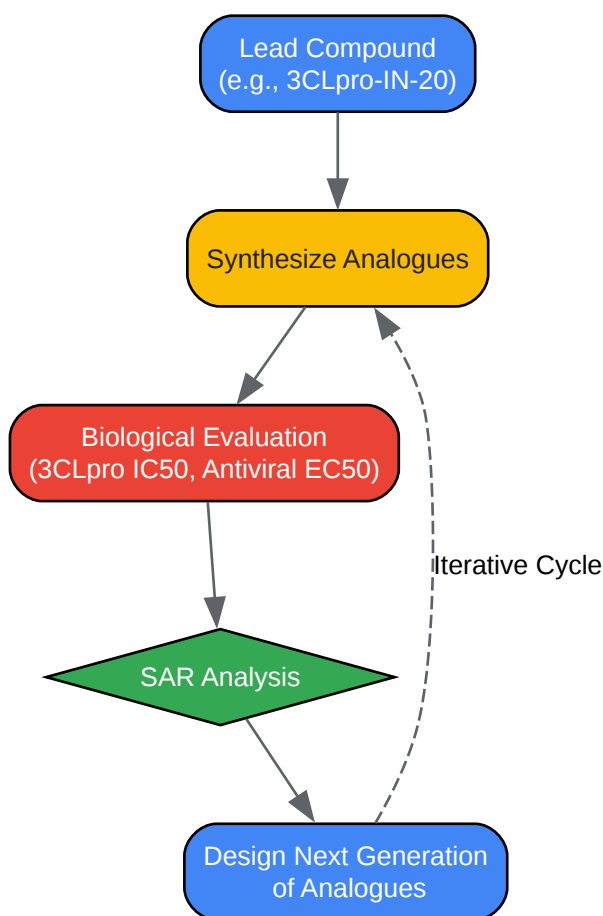 Lead Compound
(e.g., 3CLpro-IN-20)
Synthesize Analogues
Biological Evaluation
(3CLpro IC50, Antiviral EC50)
Iterative Cycle
SAR Analysis
Design Next Generation
of Analogues